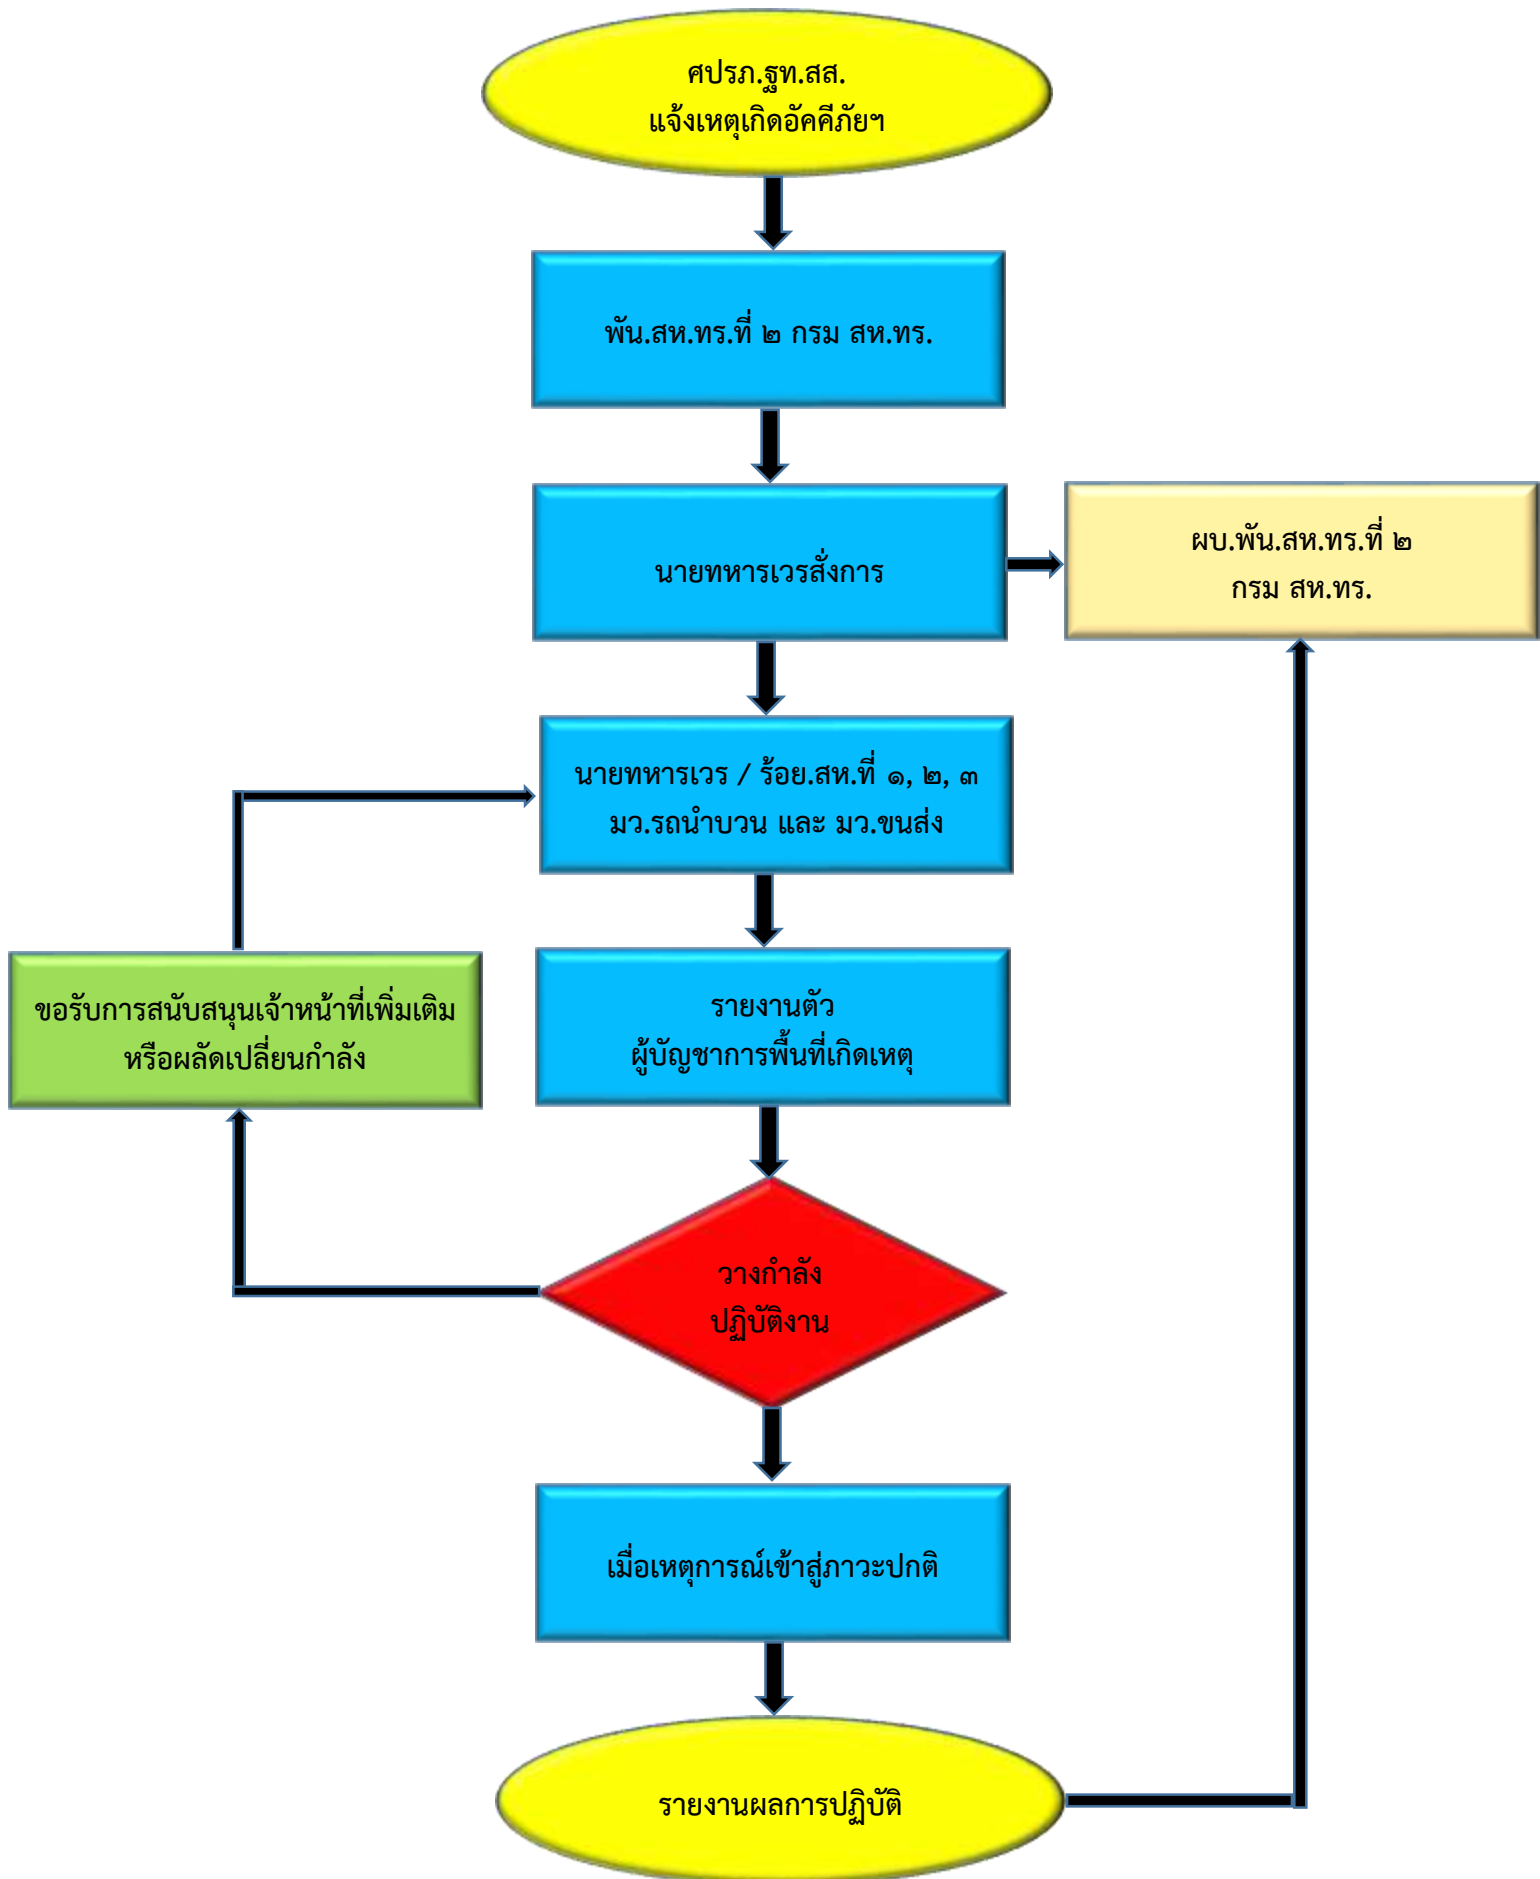 ศปรภ.ฐท.สส.
แจ้งเหตุเกิดอัคคีภัยฯ
พัน.สห.ทร.ที่ ๒ กรม สห.ทร.
นายทหารเวรสั่งการ
ผบ.พัน.สห.ทร.ที่ ๒
กรม สห.ทร.
นายทหารเวร / ร้อย.สห.ที่ ๑, ๒, ๓
มว.รถนำบวน และ มว.ขนส่ง
ขอรับการสนับสนุนเจ้าหน้าที่เพิ่มเติม
หรือผลัดเปลี่ยนกำลัง
รายงานตัว
ผู้บัญชาการพื้นที่เกิดเหตุ
วางกำลัง
ปฏิบัติงาน
เมื่อเหตุการณ์เข้าสู่ภาวะปกติ
รายงานผลการปฏิบัติ